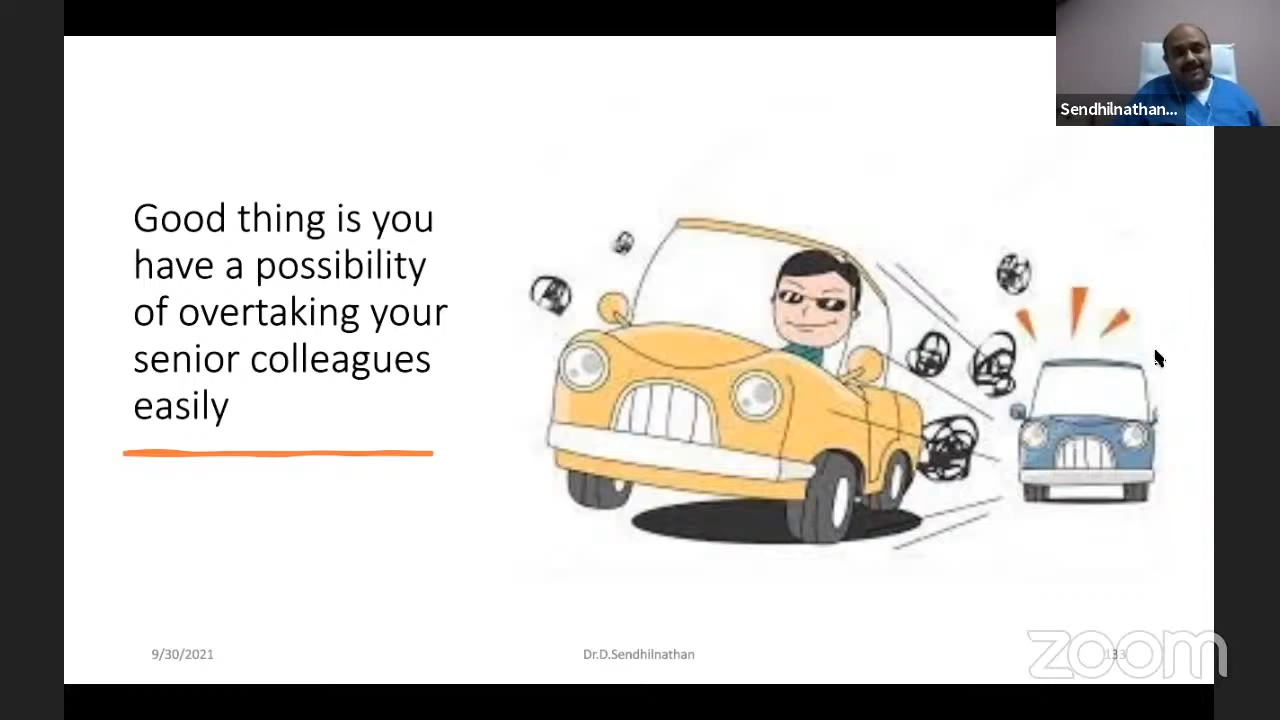 Sendhilnathan...
Good thing is you
have a possibility
of overtaking your
senior colleagues
easily
9/30/2021
Dr.D.Sendhilnathan
133
zoom